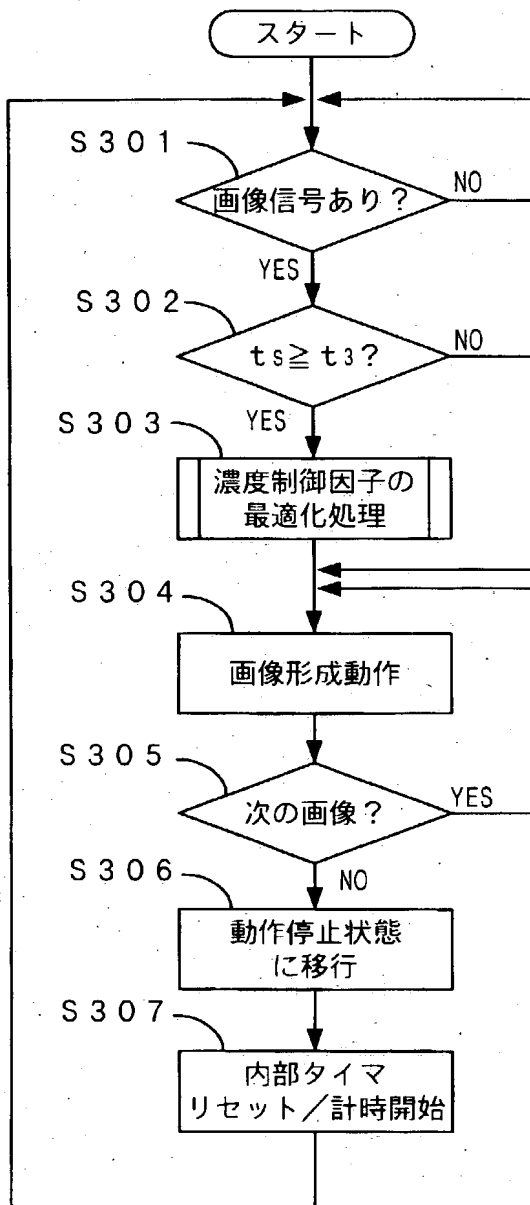 スタート
S301
画像信号あり?
NO
YES
S302
ts≧t3?
NO
YES
S303
濃度制御因子の
最適化処理
S304
画像形成動作
S305
次の画像?
YES
NO
S306
動作停止状態
に移行
S307
内部タイマ
リセット/計時開始